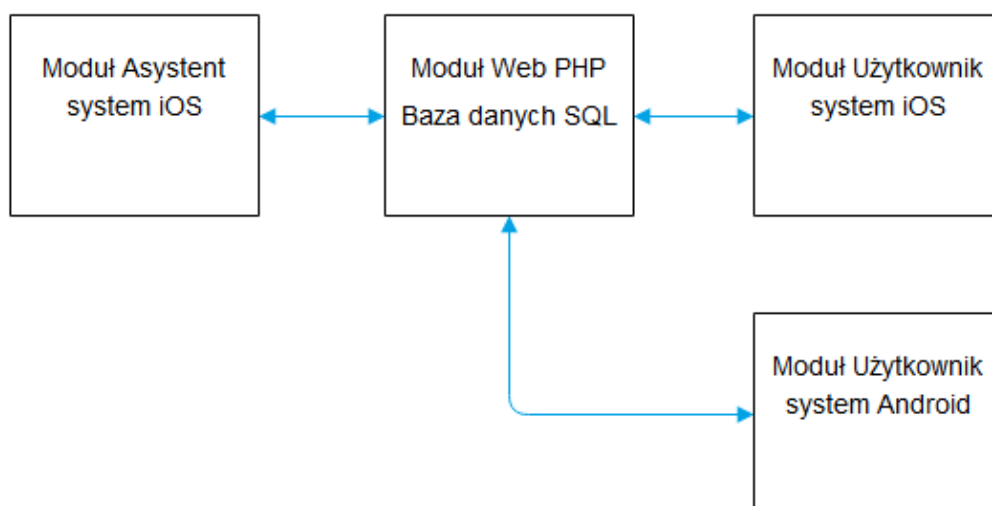 Moduł Asystent
system iOS
Moduł Web PHP
Baza danych SQL
Moduł Użytkownik
system iOS
Moduł Użytkownik
system Android